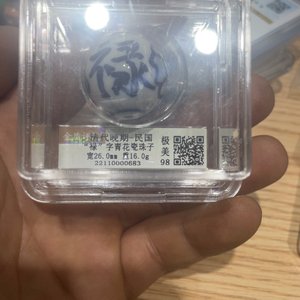 禄
清代晚期-民国
"禄"字青花瓷珠子
宽26.0mm 重16.0g
22110000683
极美
98